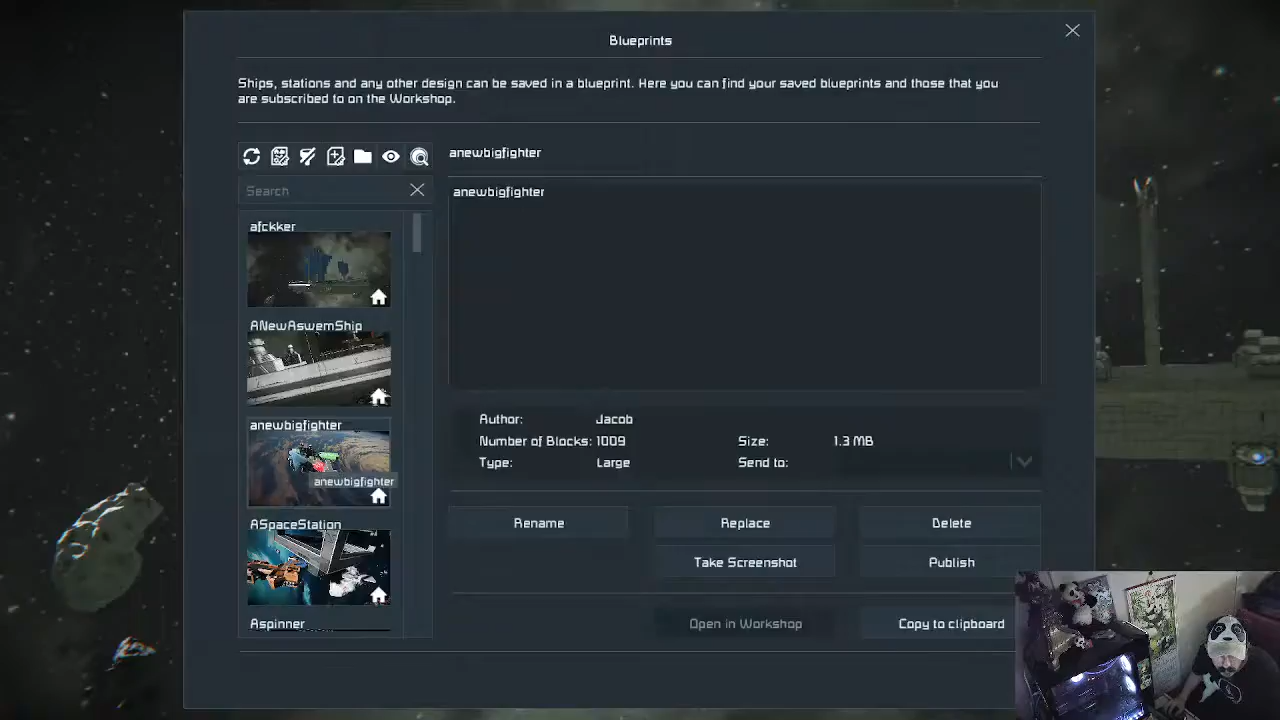 Blueprints
Ships, stations and any other design can be saved in a blueprint. Here you can find your saved blueprints and those that you
are subscribed to on the Workshop.
anewbigfighter
Search
anewbigfighter
afckker
ANewAswemShip
anewbigfighter
anewbigfighter
ASpaceStation
Aspinner
Author: Jacob
Number of Blocks: 1009 Size: 1.3 MB
Type: Large Send to:
Rename Replace Delete
Take Screenshot Publish
Open in Workshop Copy to clipboard